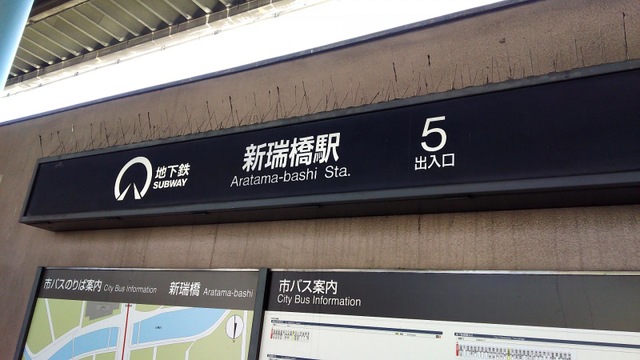 地下鉄
SUBWAY
新瑞橋駅
Aratama-bashi Sta.
5
出入口
市バスのりば案内 City Bus Information 新瑞橋 Aratama-bashi
市バス案内
City Bus Information